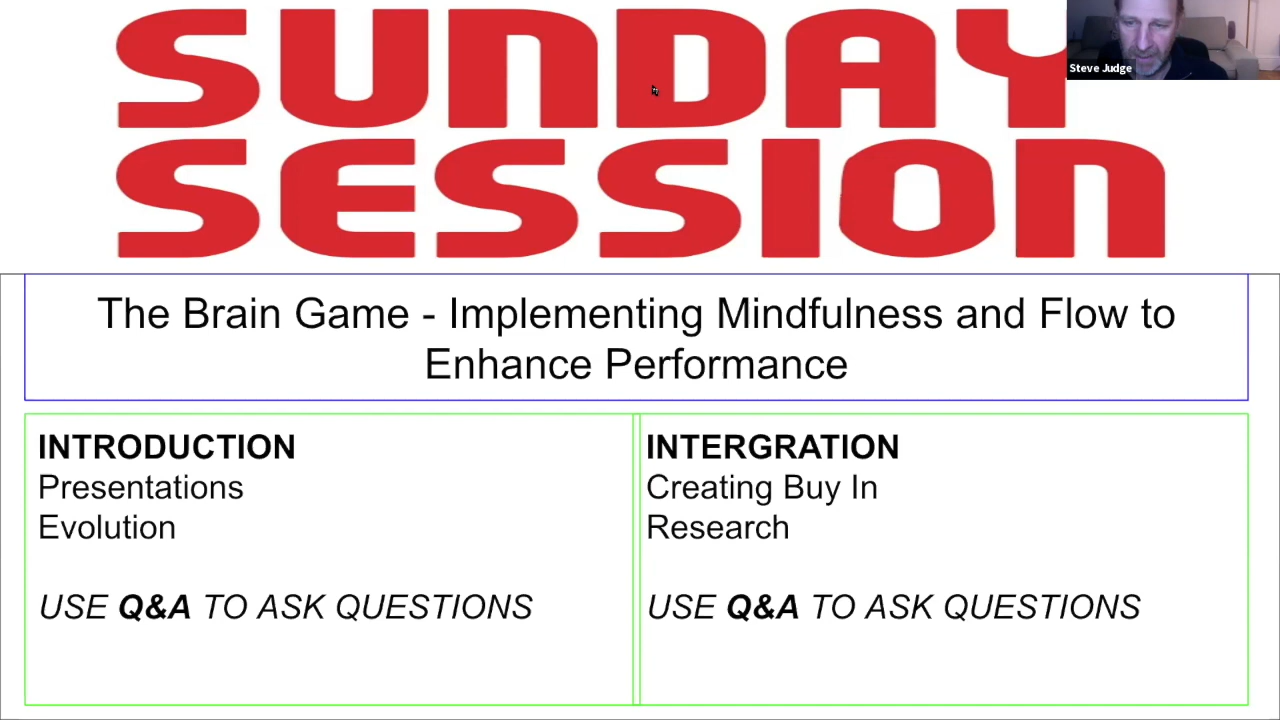 SUNDAY
SESSION
Steve Judge
The Brain Game - Implementing Mindfulness and Flow to
Enhance Performance
INTRODUCTION
Presentations
Evolution
USE Q&A TO ASK QUESTIONS
INTERGRATION
Creating Buy In
Research
USE Q&A TO ASK QUESTIONS